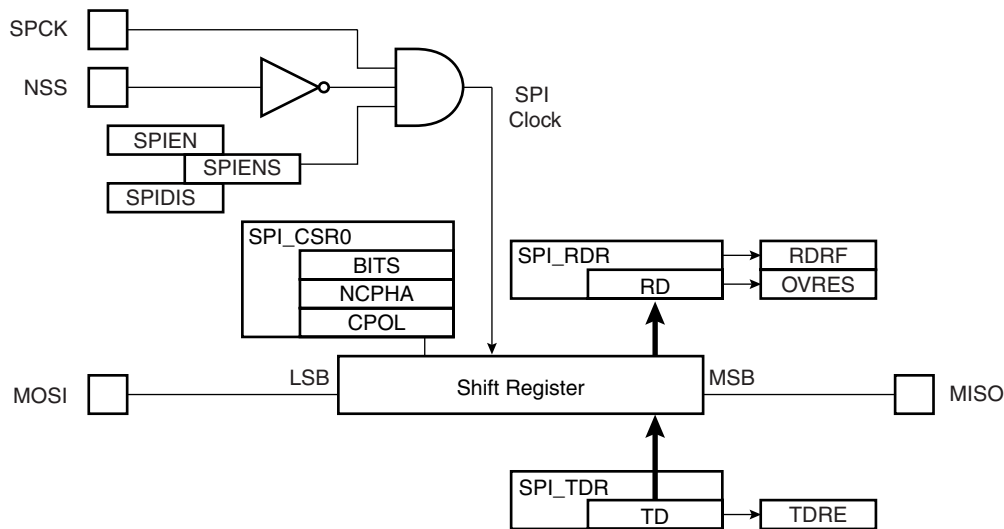 SPCK
NSS
SPI
Clock
SPIEN
SPIENS
SPIDIS
SPI_CSR0
BITS
NCPHA
CPOL
SPI_RDR
RD
RDRF
OVRES
MOSI
LSB
Shift Register
MSB
MISO
SPI_TDR
TD
TDRE